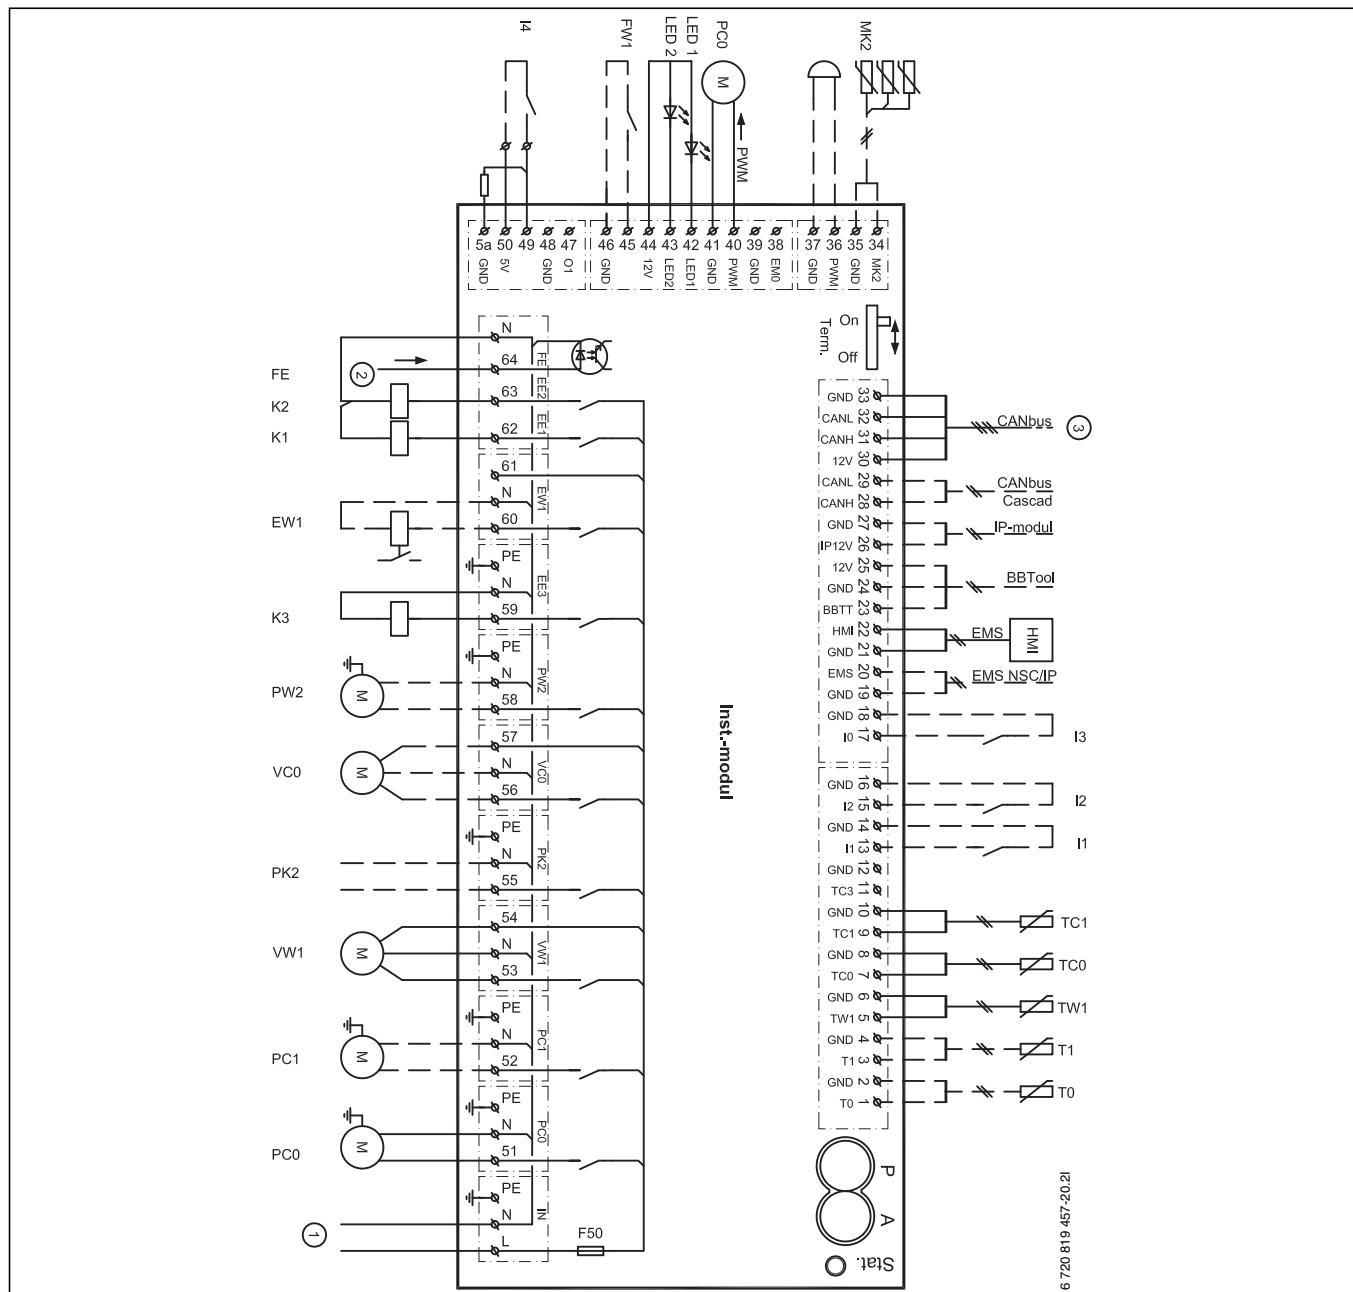 I4
FW1
LED 2
LED 1
PC0
MK2
M
PWM
5a
50
49
48
47
46
45
44
43
42
41
40
39
38
37
36
35
34
GND
5V
GND
O1
GND
12V
LED2
LED1
GND
PWM
GND
EM0
GND
PWM
GND
MK2
On
Off
Term.
FE
K2
K1
EW1
K3
PW2
VC0
PK2
VW1
PC1
PC0
2
1
M
M
M
M
M
N
64 FE
63 EE2
62 EE1
61
N EW1
60
PE
N EE3
59
PE
N PW2
58
57
N VC0
56
PE
N PK2
55
54
N VW1
53
PE
N PC1
52
PE
N PC0
51
PE
N IN
L
F50
Inst.-modul
GND 33
CANL 32
CANH 31
12V 30
CANL 29
CANH 28
GND 27
IP12V 26
12V 25
GND 24
BBTT 23
HMI 22
GND 21
EMS 20
GND 19
GND 18
I0 17
GND 16
I2 15
GND 14
I1 13
GND 12
TC3 11
GND 10
TC1 9
GND 8
TC0 7
GND 6
TW1 5
GND 4
T1 3
GND 2
T0 1
CANbus 3
CANbus
Cascad
IP-modul
BBTool
EMS HMI
EMS NSC/IP
I3
I2
I1
TC1
TC0
TW1
T1
T0
P
A
Stat.
6 720 819 457-20.2I